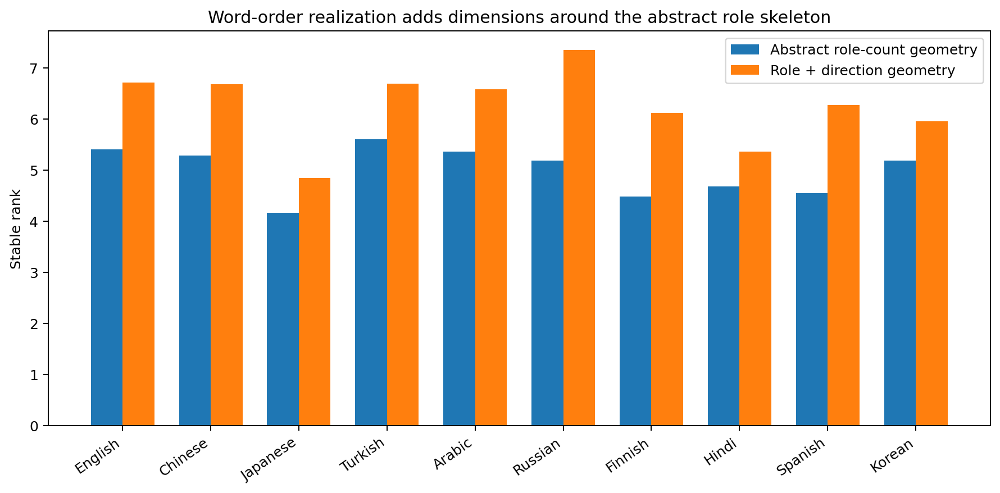 Word-order realization adds dimensions around the abstract role skeleton
Abstract role-count geometry
Role + direction geometry
Stable rank
7
6
5
4
3
2
1
0
English
Chinese
Japanese
Turkish
Arabic
Russian
Finnish
Hindi
Spanish
Korean